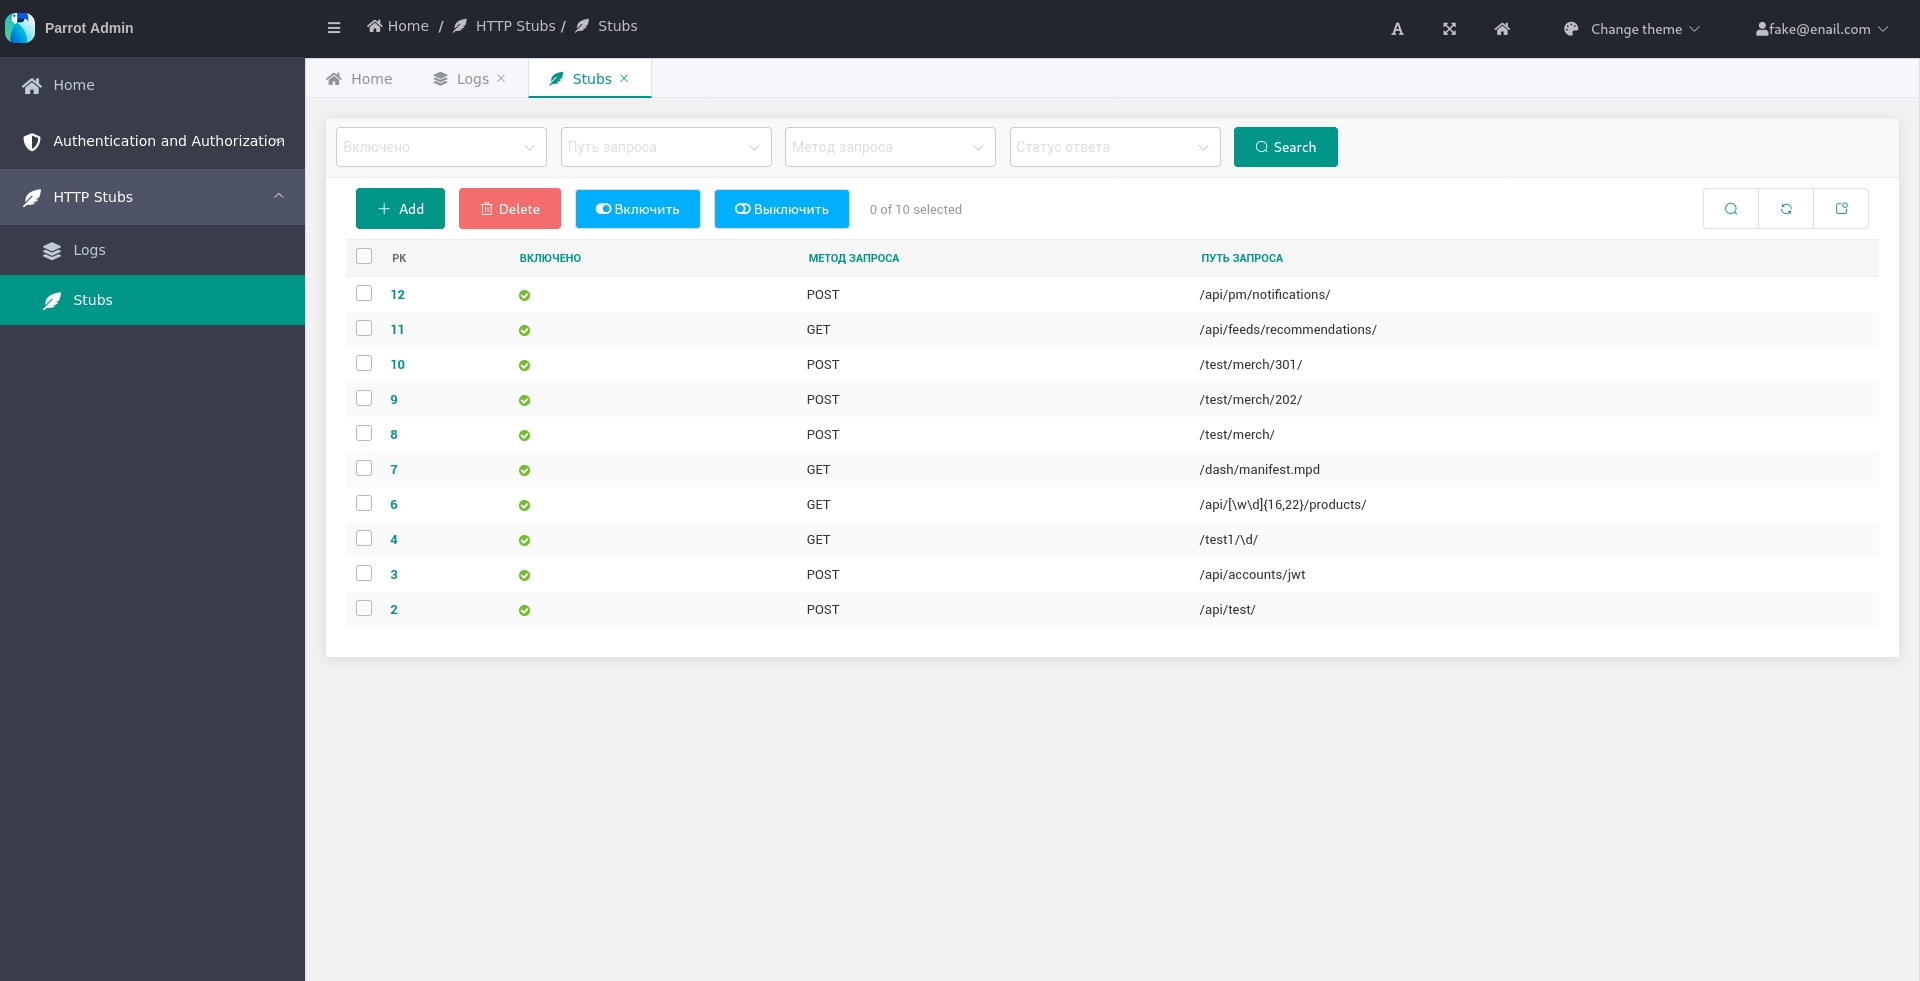 Parrot Admin
Home / HTTP Stubs / Stubs
A
Change theme
fake@enail.com
Home
Authentication and Authorization
HTTP Stubs
Logs
Stubs
Home
Logs ×
Stubs ×
Включено
Путь запроса
Метод запроса
Статус ответа
Search
+ Add
Delete
Включить
Выключить
0 of 10 selected
PK ВКЛЮЧЕНО МЕТОД ЗАПРОСА ПУТЬ ЗАПРОСА
12 POST /api/pm/notifications/
11 GET /api/feeds/recommendations/
10 POST /test/merch/301/
9 POST /test/merch/202/
8 POST /test/merch/
7 GET /dash/manifest.mpd
6 GET /api/[\w\d]{16,22}/products/
4 GET /test1/\d/
3 POST /api/accounts/jwt
2 POST /api/test/